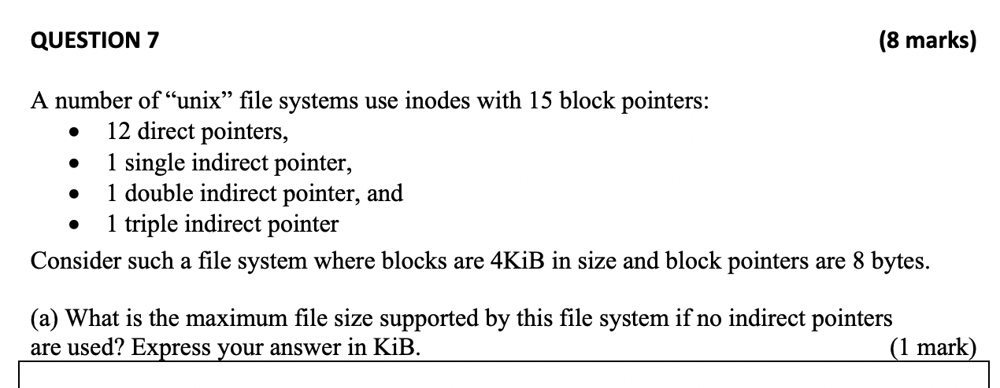 QUESTION 7 (8 marks)
A number of “unix” file systems use inodes with 15 block pointers:
• 12 direct pointers,
• 1 single indirect pointer,
• 1 double indirect pointer, and
• 1 triple indirect pointer
Consider such a file system where blocks are 4KiB in size and block pointers are 8 bytes.
(a) What is the maximum file size supported by this file system if no indirect pointers
are used? Express your answer in KiB. (1 mark)